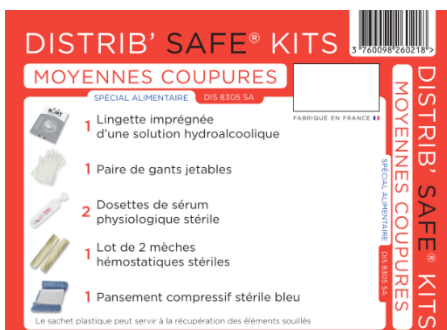 DISTRIB' SAFE® KITS
3 760098 260218 >
MOYENNES COUPURES
SPÉCIAL ALIMENTAIRE DIS 8305 SA
FABRIQUÉ EN FRANCE
1 Lingette imprégnée
d'une solution hydroalcoolique
1 Paire de gants jetables
2 Dosettes de sérum
physiologique stérile
1 Lot de 2 mèches
hémostatiques stériles
1 Pansement compressif stérile bleu
Le sachet plastique peut servir à la récupération des éléments souillés
DISTRIB' SAFE® KITS
MOYENNES COUPURES
SPÉCIAL ALIMENTAIRE DIS 8305 SA